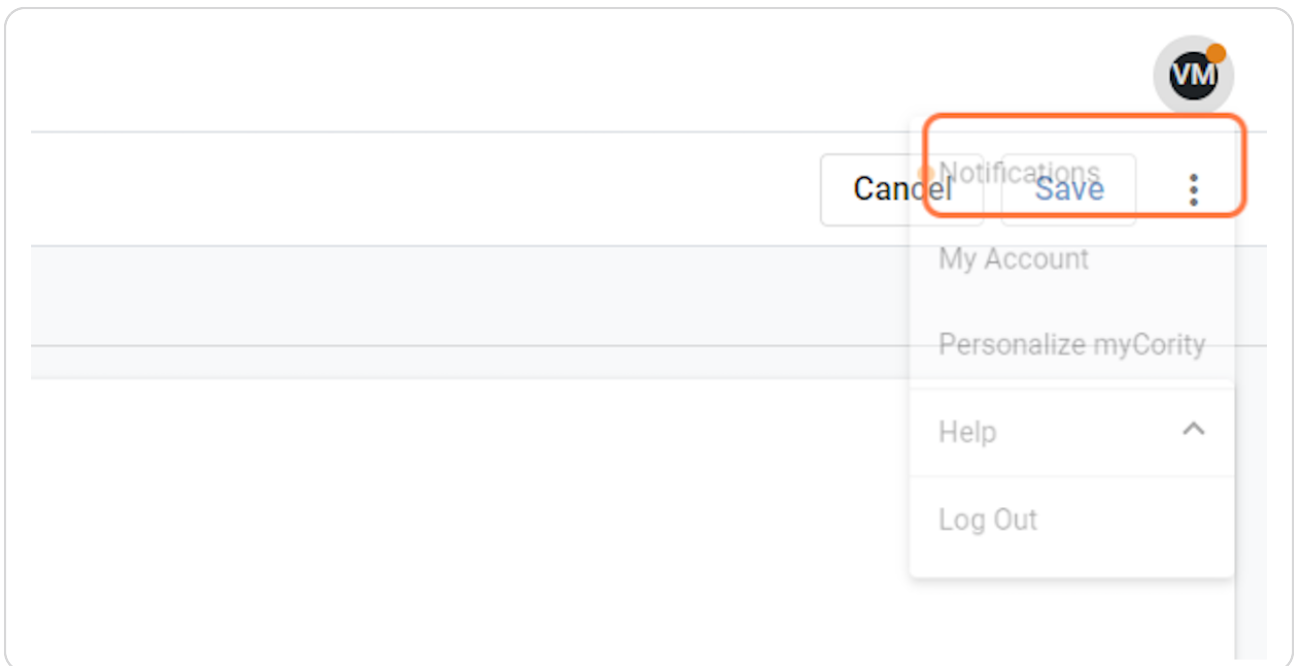 VM
Notifications
Cancel Save
My Account
Personalize myCority
Help
Log Out